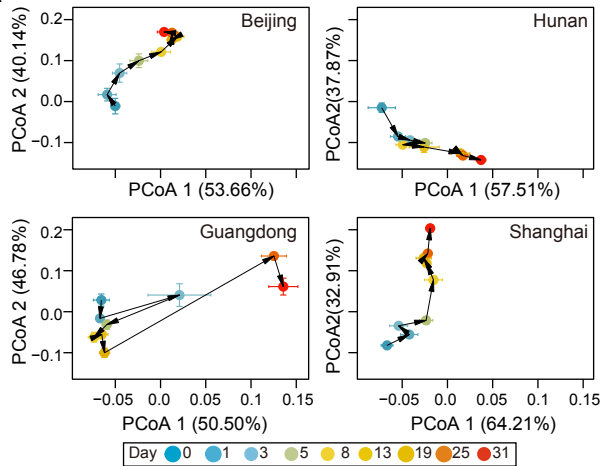 Beijing
0.2
0.1
0.0
−0.1
PCoA 2 (40.14%)
PCoA 1 (53.66%)
Hunan
PCoA2(37.87%)
PCoA 1 (57.51%)
Guangdong
0.2
0.1
0.0
−0.1
PCoA 2 (46.78%)
−0.05 0.0 0.05 0.1 0.15
PCoA 1 (50.50%)
Shanghai
PCoA2(32.91%)
−0.05 0.0 0.05 0.1 0.15
PCoA 1 (64.21%)
Day 0 1 3 5 8 13 19 25 31